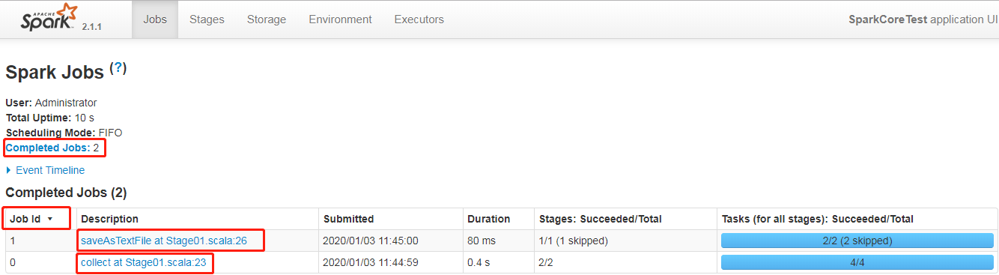 APACHE
Spark 2.1.1 Jobs Stages Storage Environment Executors SparkCoreTest application UI
Spark Jobs (?)
User: Administrator
Total Uptime: 10 s
Scheduling Mode: FIFO
Completed Jobs: 2
Event Timeline
Completed Jobs (2)
Job Id Description Submitted Duration Stages: Succeeded/Total Tasks (for all stages): Succeeded/Total
1 saveAsTextFile at Stage01.scala:26 2020/01/03 11:45:00 80 ms 1/1 (1 skipped) 2/2 (2 skipped)
0 collect at Stage01.scala:23 2020/01/03 11:44:59 0.4 s 2/2 4/4